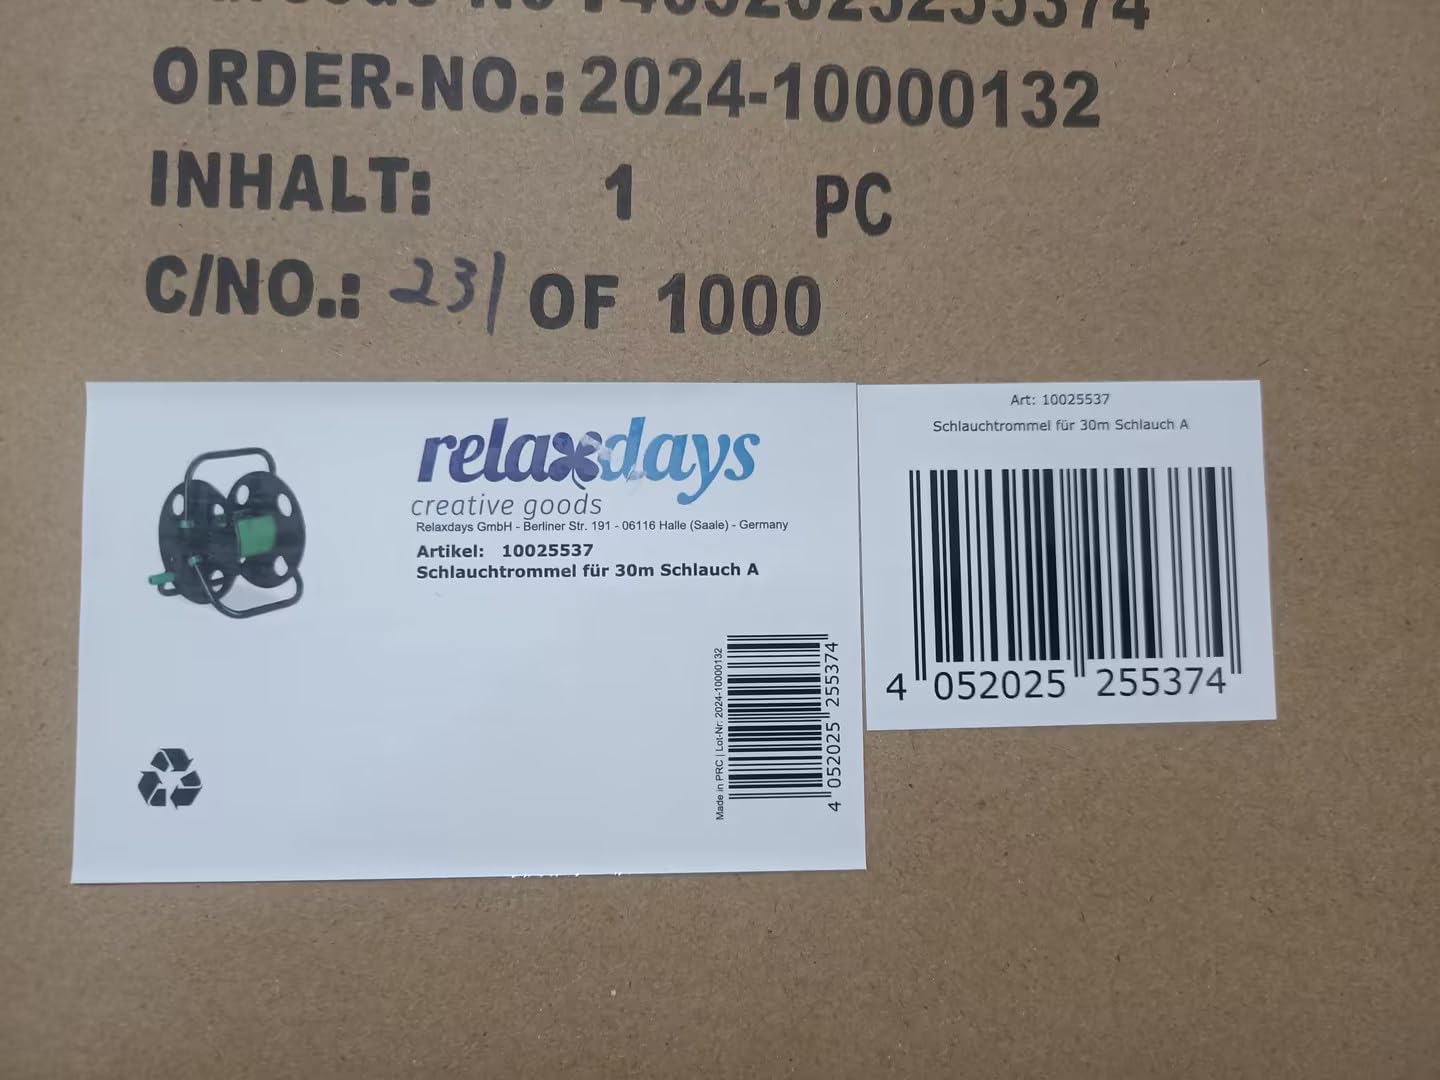 ORDER-NO.: 2024-10000132
INHALT: 1 PC
C/NO.: 231 OF 1000
relaxdays
creative goods
Relaxdays GmbH - Berliner Str. 191 - 06116 Halle (Saale) - Germany
Artikel: 10025537
Schlauchtrommel für 30m Schlauch A
Made in PRC | Lot-Nr: 2024-10000132
4 052025 255374
Art: 10025537
Schlauchtrommel für 30m Schlauch A
4 052025 255374